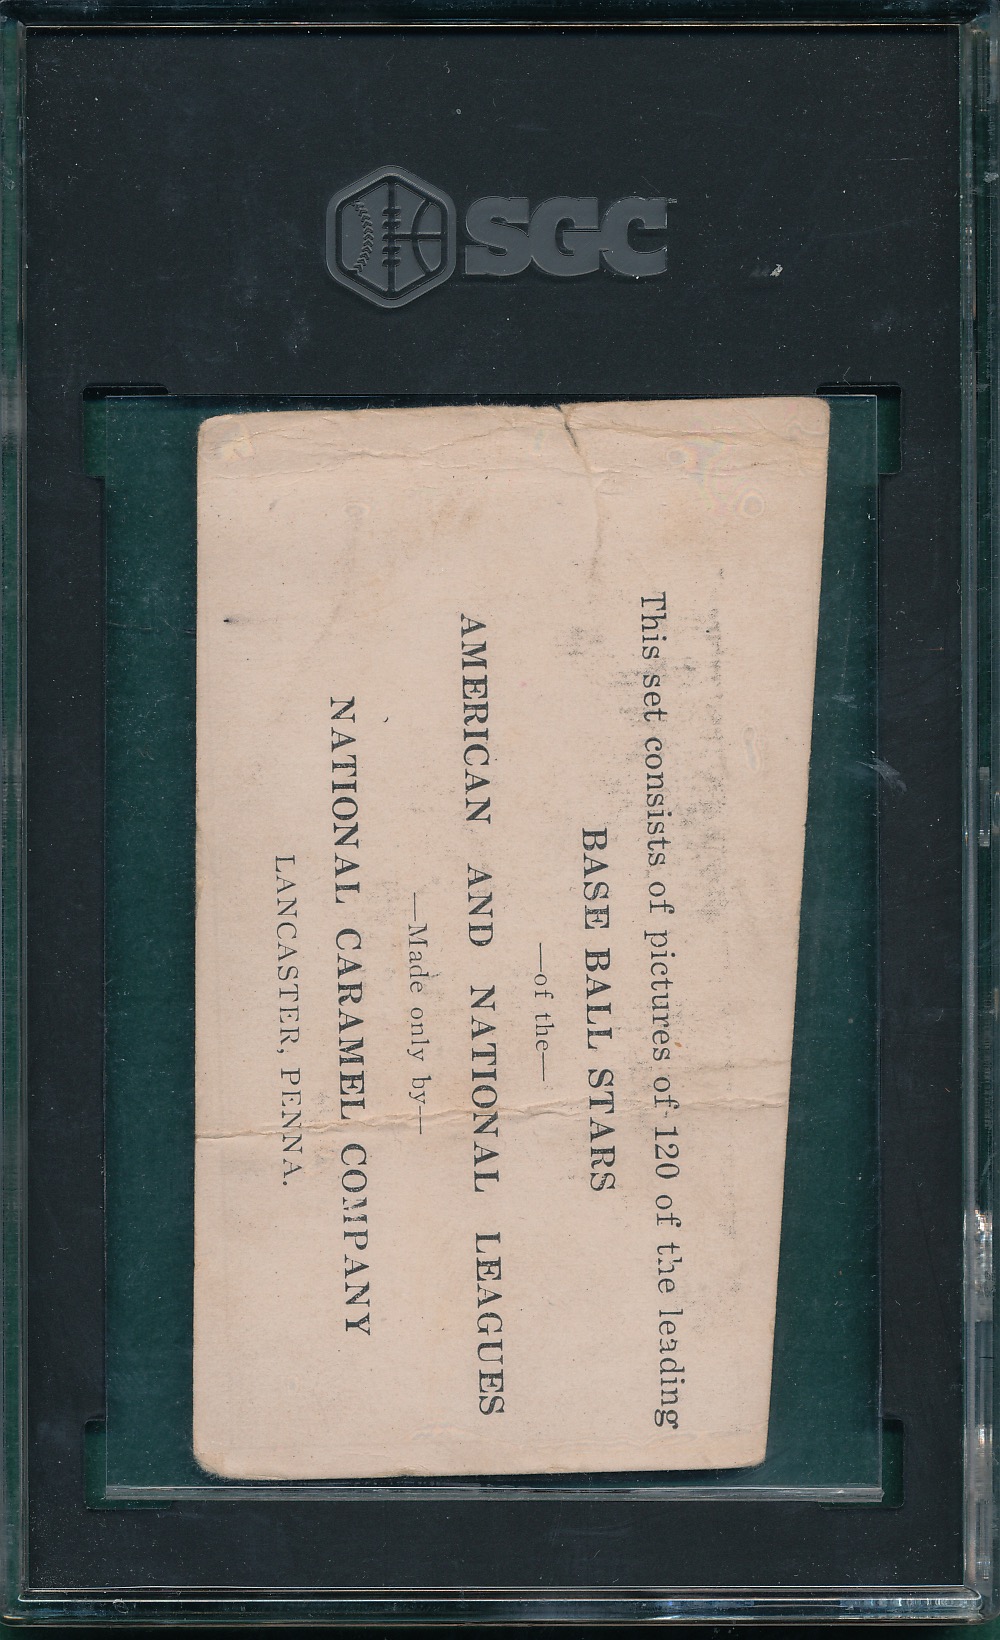 SGC
This set consists of pictures of 120 of the leading
BASE BALL STARS
—of the—
AMERICAN AND NATIONAL LEAGUES
—Made only by—
NATIONAL CARAMEL COMPANY
LANCASTER, PENNA.